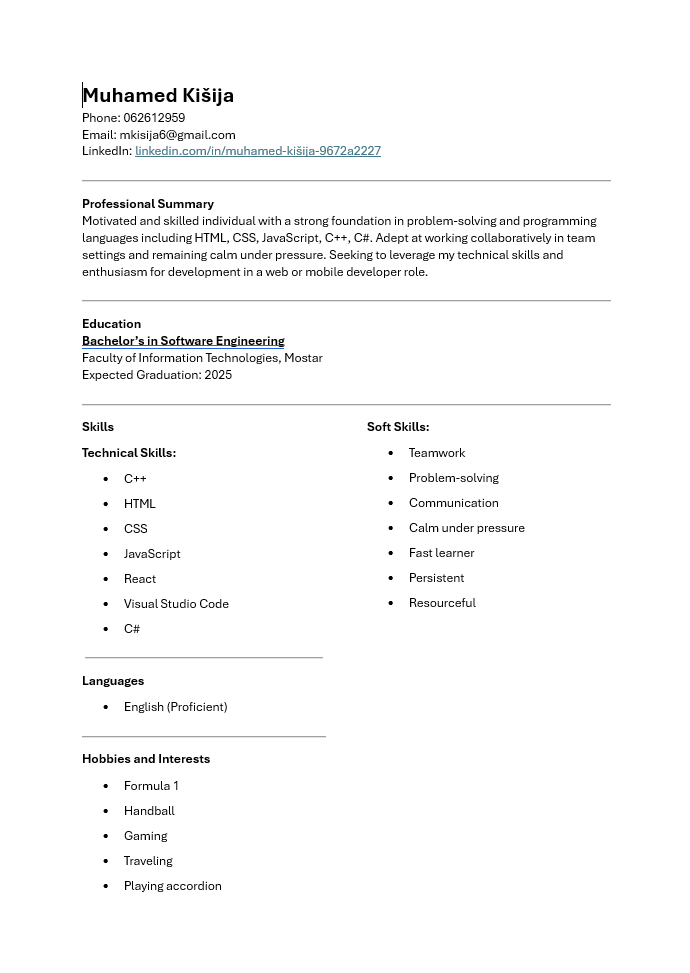 Muhamed Kišija
Phone: 062612959
Email: mkisija6@gmail.com
LinkedIn: linkedin.com/in/muhamed-kišija-9672a2227
Professional Summary
Motivated and skilled individual with a strong foundation in problem-solving and programming
languages including HTML, CSS, JavaScript, C++, C#. Adept at working collaboratively in team
settings and remaining calm under pressure. Seeking to leverage my technical skills and
enthusiasm for development in a web or mobile developer role.
Education
Bachelor’s in Software Engineering
Faculty of Information Technologies, Mostar
Expected Graduation: 2025
Skills
Technical Skills:
• C++
• HTML
• CSS
• JavaScript
• React
• Visual Studio Code
• C#
Soft Skills:
• Teamwork
• Problem-solving
• Communication
• Calm under pressure
• Fast learner
• Persistent
• Resourceful
Languages
• English (Proficient)
Hobbies and Interests
• Formula 1
• Handball
• Gaming
• Traveling
• Playing accordion